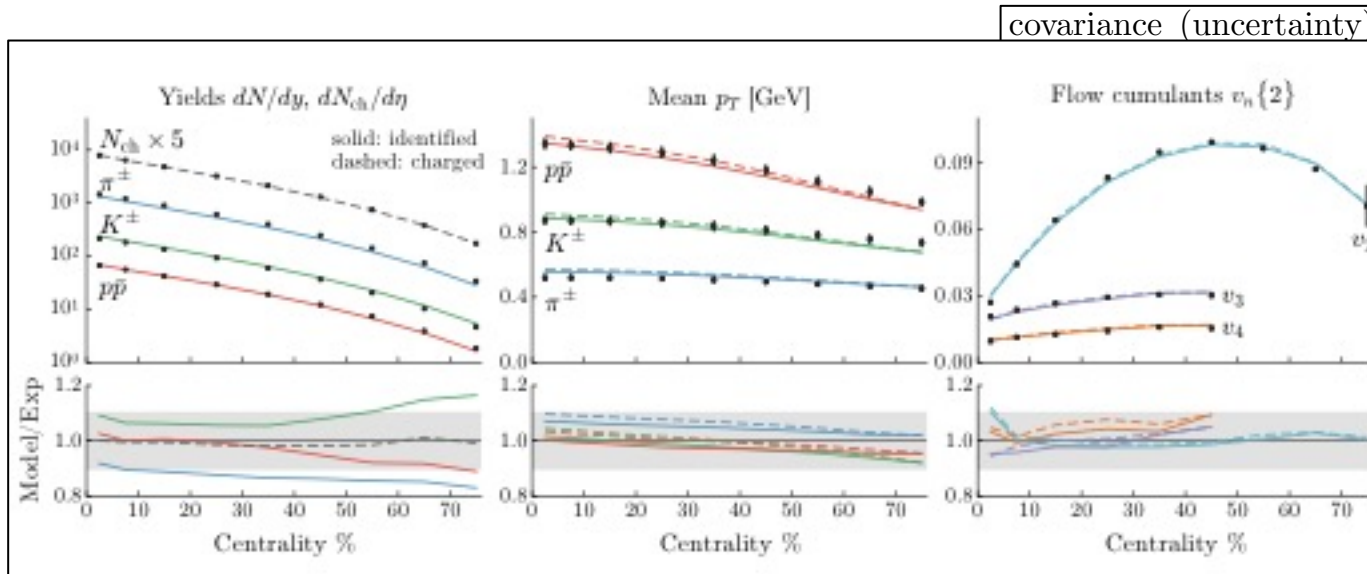 covariance (uncertainty)
Yields dN/dy, dN_ch/dη
Mean p_T [GeV]
Flow cumulants v_n{2}
N_ch × 5
solid: identified
dashed: charged
π^±
K^±
pp̄
10^4
10^3
10^2
10^1
10^0
pp̄
K^±
π^±
1.2
0.8
0.4
0.0
0.09
0.06
0.03
0.00
v_3
v_4
Model/Exp
1.2
1.0
0.8
0 10 20 30 40 50 60 70
Centrality %
1.2
1.0
0.8
0 10 20 30 40 50 60 70
Centrality %
1.2
1.0
0.8
0 10 20 30 40 50 60 70
Centrality %